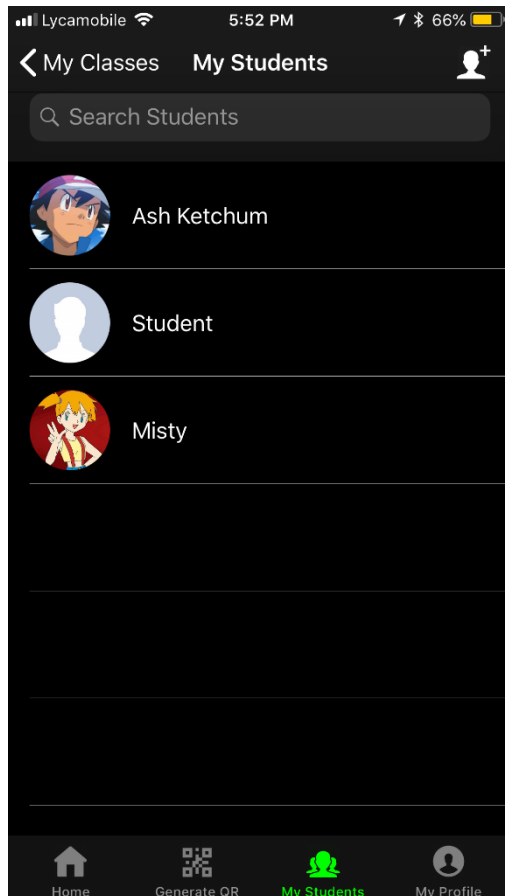 Lycamobile 5:52 PM 66%
My Classes My Students
Search Students
Ash Ketchum
Student
Misty
Home Generate QR My Students My Profile